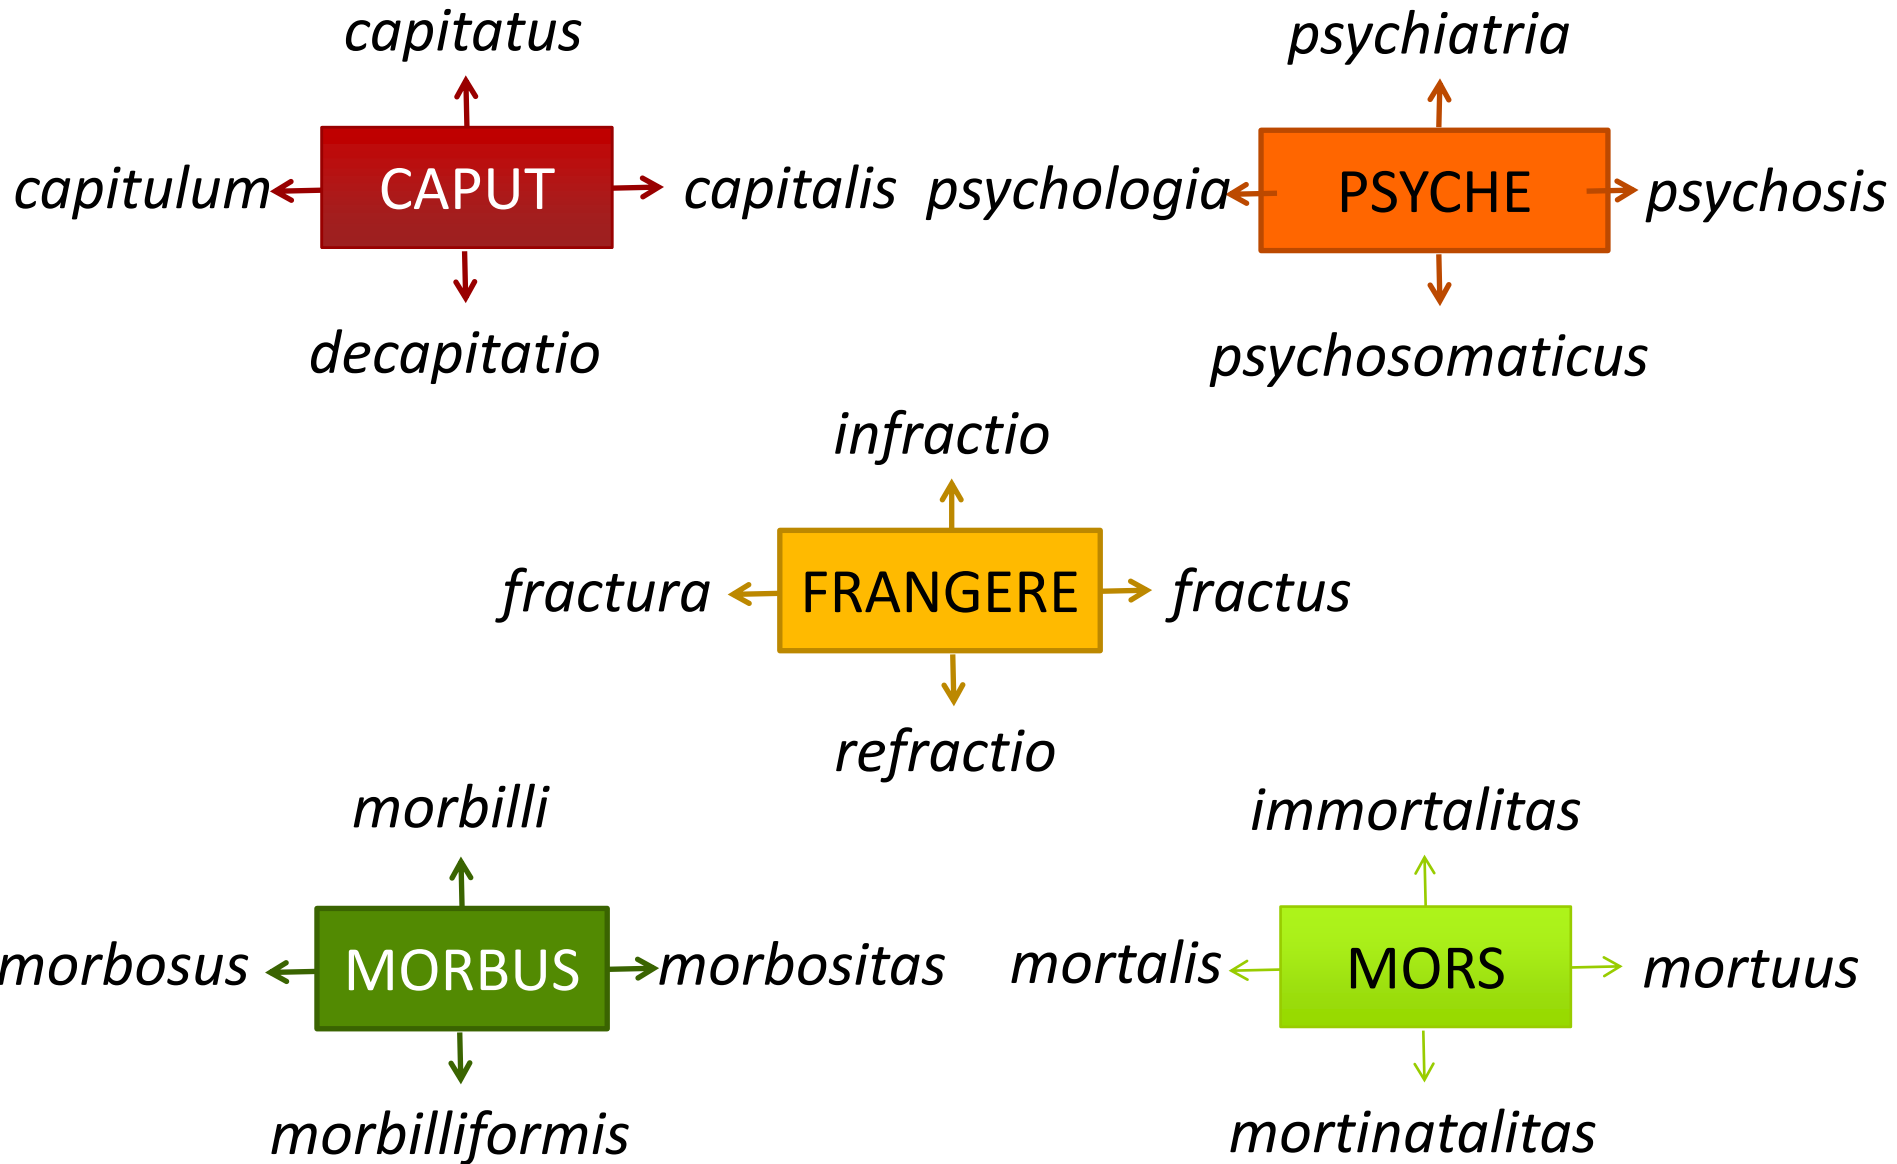 capitatus
capitulum
CAPUT
capitalis
decapitatio
psychiatria
psychologia
PSYCHE
psychosis
psychosomaticus
infractio
fractura
FRANGERE
fractus
refractio
morbilli
morbosus
MORBUS
morbositas
morbilliformis
immortalitas
mortalis
MORS
mortuus
mortinatalitas